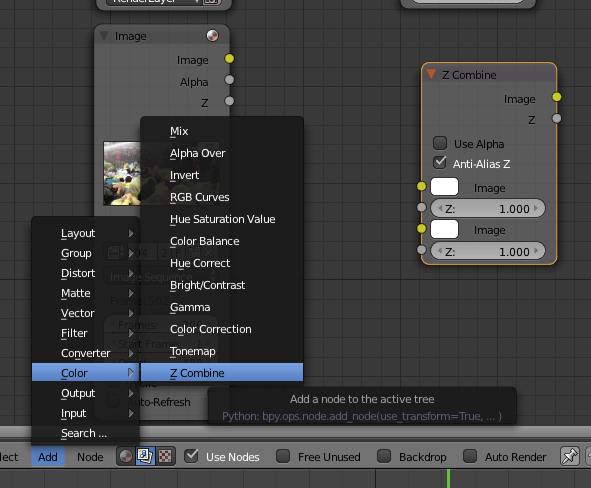 RenderLayer
Image
Image
Alpha
Z
Z Combine
Image
Z
Use Alpha
Anti-Alias Z
Image
Z: 1.000
Image
Z: 1.000
Mix
Alpha Over
Invert
RGB Curves
Hue Saturation Value
Color Balance
Hue Correct
Bright/Contrast
Gamma
Color Correction
Tonemap
Z Combine
Layout
Group
Distort
Matte
Vector
Filter
Converter
Color
Output
Input
Search ...
Image Sequence
Frames:
Start Frame:
Auto-Refresh
Add a node to the active tree
Python: bpy.ops.node.add_node(use_transform=True, ... )
Add
Node
Use Nodes
Free Unused
Backdrop
Auto Render